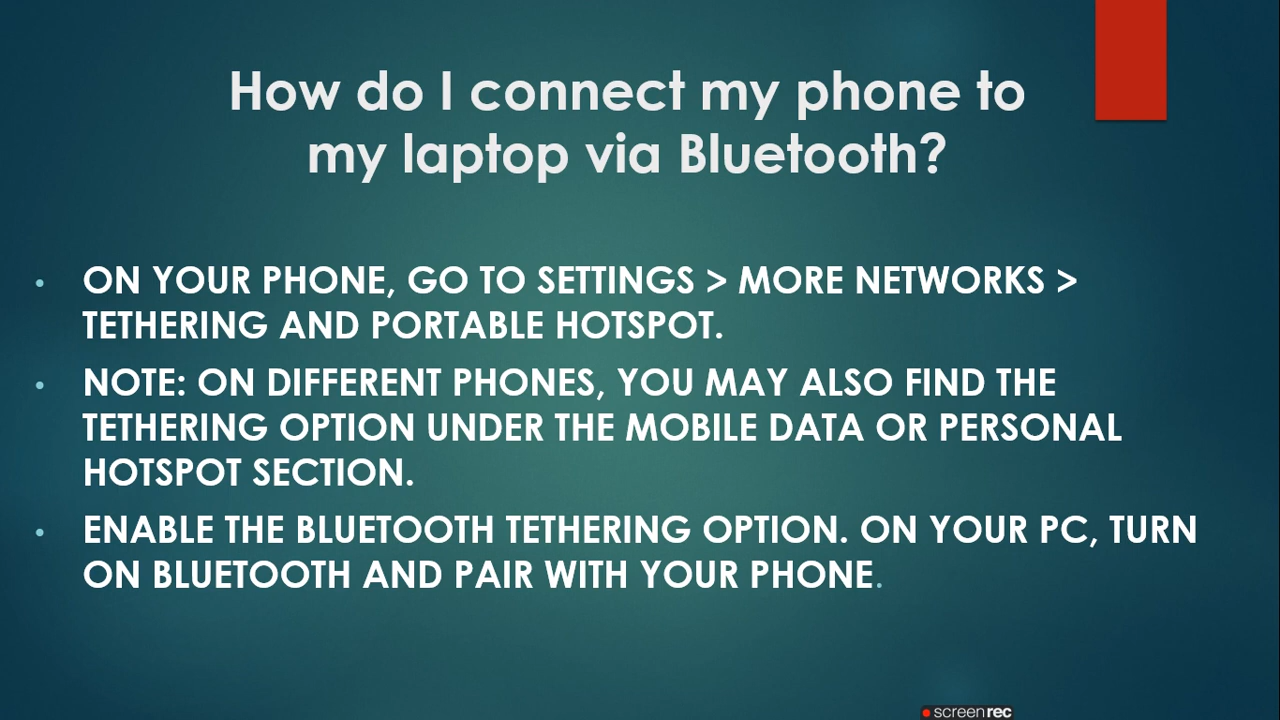 How do I connect my phone to
my laptop via Bluetooth?
• ON YOUR PHONE, GO TO SETTINGS > MORE NETWORKS >
TETHERING AND PORTABLE HOTSPOT.
• NOTE: ON DIFFERENT PHONES, YOU MAY ALSO FIND THE
TETHERING OPTION UNDER THE MOBILE DATA OR PERSONAL
HOTSPOT SECTION.
• ENABLE THE BLUETOOTH TETHERING OPTION. ON YOUR PC, TURN
ON BLUETOOTH AND PAIR WITH YOUR PHONE.
screenrec